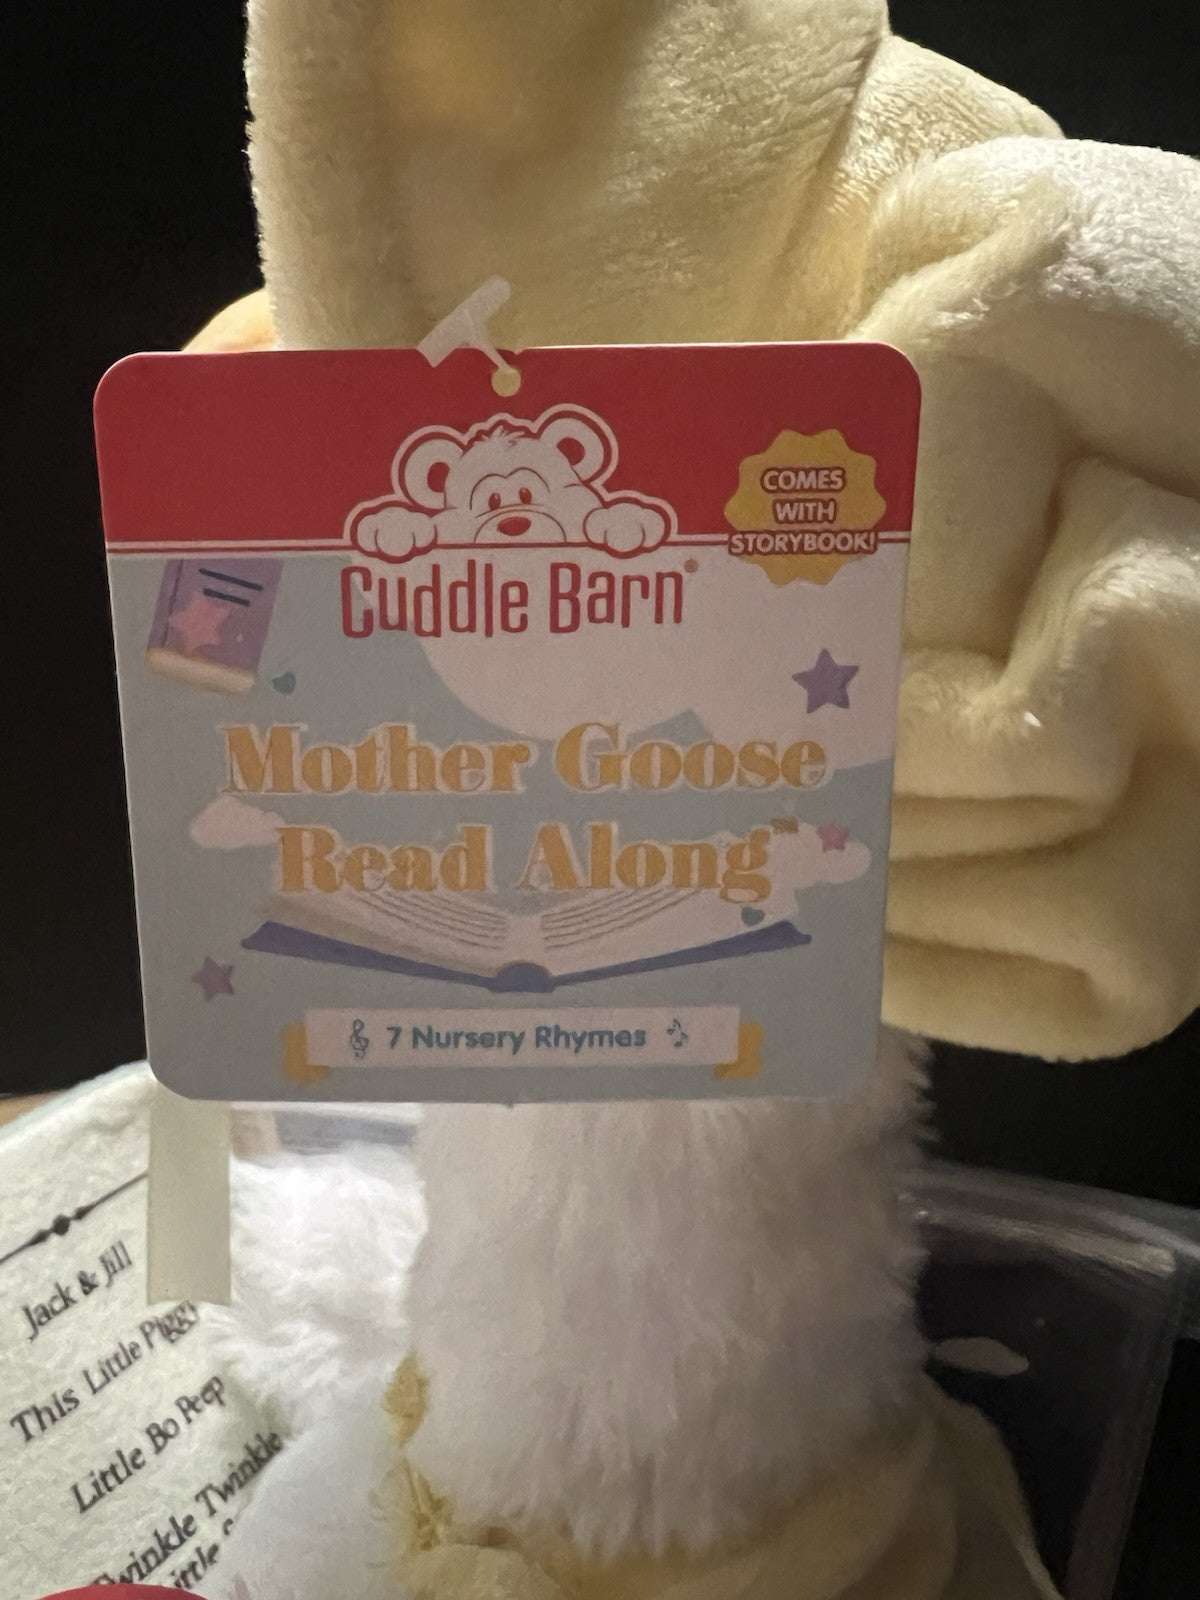 COMES
WITH
STORYBOOK!
Cuddle Barn®
Mother Goose
Read Along™
7 Nursery Rhymes
Jack & Jill
This Little Piggy
Little Bo Peep
Twinkle Twinkle
Little